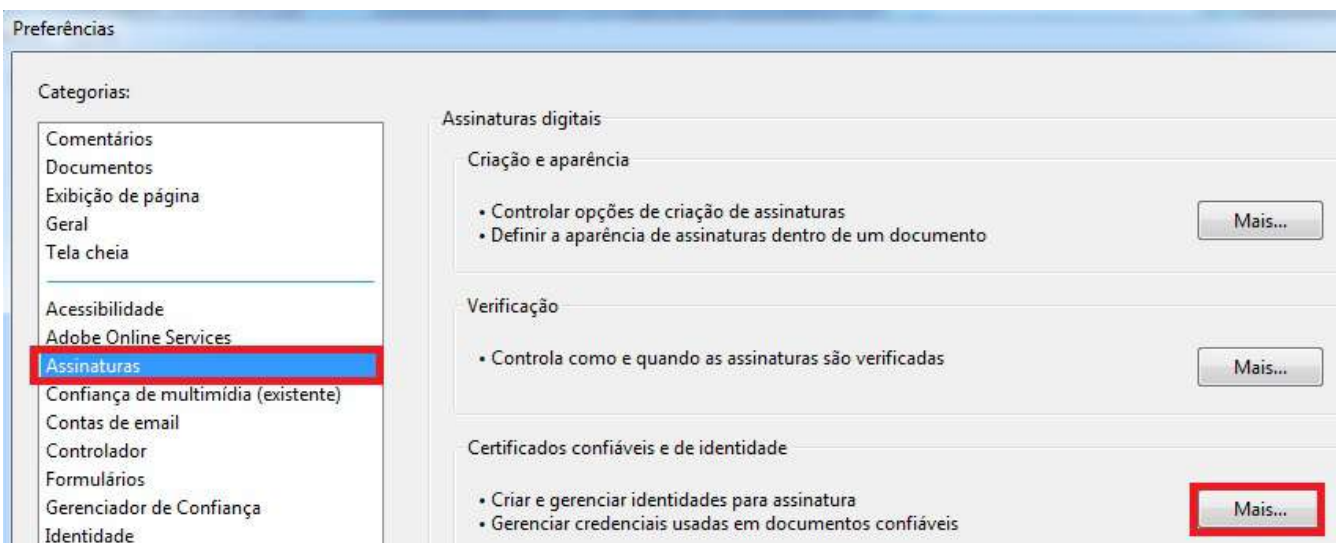 Preferências
Categorias:
Comentários
Documentos
Exibição de página
Geral
Tela cheia
Acessibilidade
Adobe Online Services
Assinaturas
Confiança de multimídia (existente)
Contas de email
Controlador
Formulários
Gerenciador de Confiança
Identidade
Assinaturas digitais
Criação e aparência
• Controlar opções de criação de assinaturas
• Definir a aparência de assinaturas dentro de um documento
Mais...
Verificação
• Controla como e quando as assinaturas são verificadas
Mais...
Certificados confiáveis e de identidade
• Criar e gerenciar identidades para assinatura
• Gerenciar credenciais usadas em documentos confiáveis
Mais...